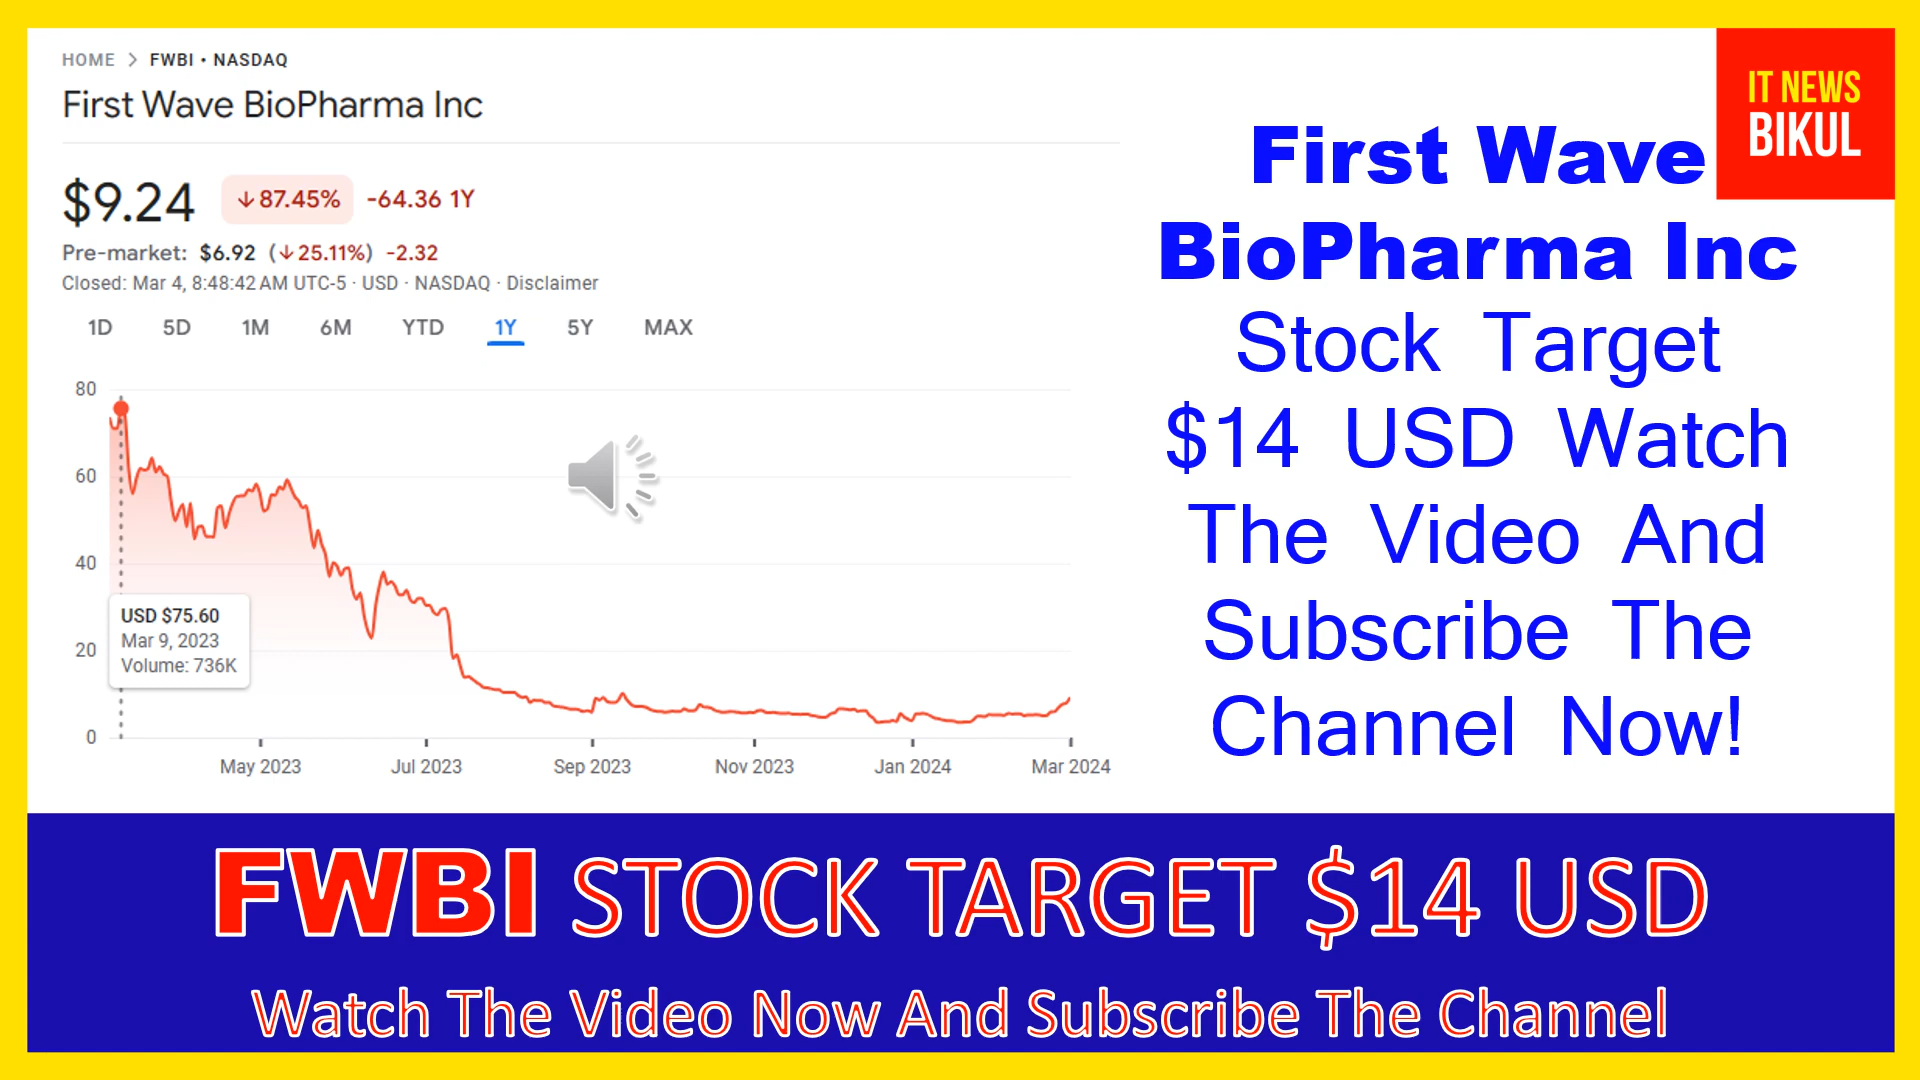 HOME > FWBI • NASDAQ
First Wave BioPharma Inc
$9.24 ↓87.45% -64.36 1Y
Pre-market: $6.92 (↓25.11%) -2.32
Closed: Mar 4, 8:48:42 AM UTC-5 · USD · NASDAQ · Disclaimer
1D 5D 1M 6M YTD 1Y 5Y MAX
80
60
40
20
0
USD $75.60
Mar 9, 2023
Volume: 736K
May 2023 Jul 2023 Sep 2023 Nov 2023 Jan 2024 Mar 2024
IT NEWS
BIKUL
First Wave
BioPharma Inc
Stock Target
$14 USD Watch
The Video And
Subscribe The
Channel Now!
FWBI STOCK TARGET $14 USD
Watch The Video Now And Subscribe The Channel